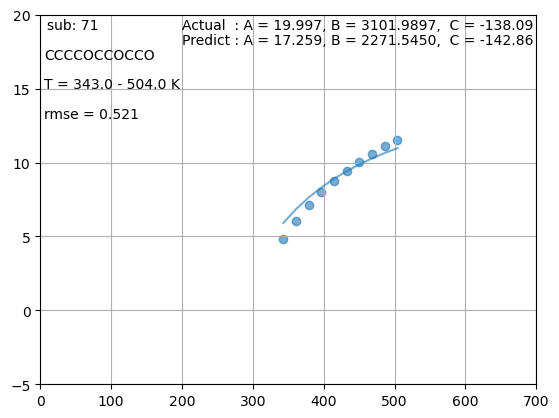 sub: 71
Actual : A = 19.997, B = 3101.9897, C = -138.09
Predict : A = 17.259, B = 2271.5450, C = -142.86
CCCCOCCOCCO
T = 343.0 - 504.0 K
rmse = 0.521
20
15
10
5
0
−5
0 100 200 300 400 500 600 700